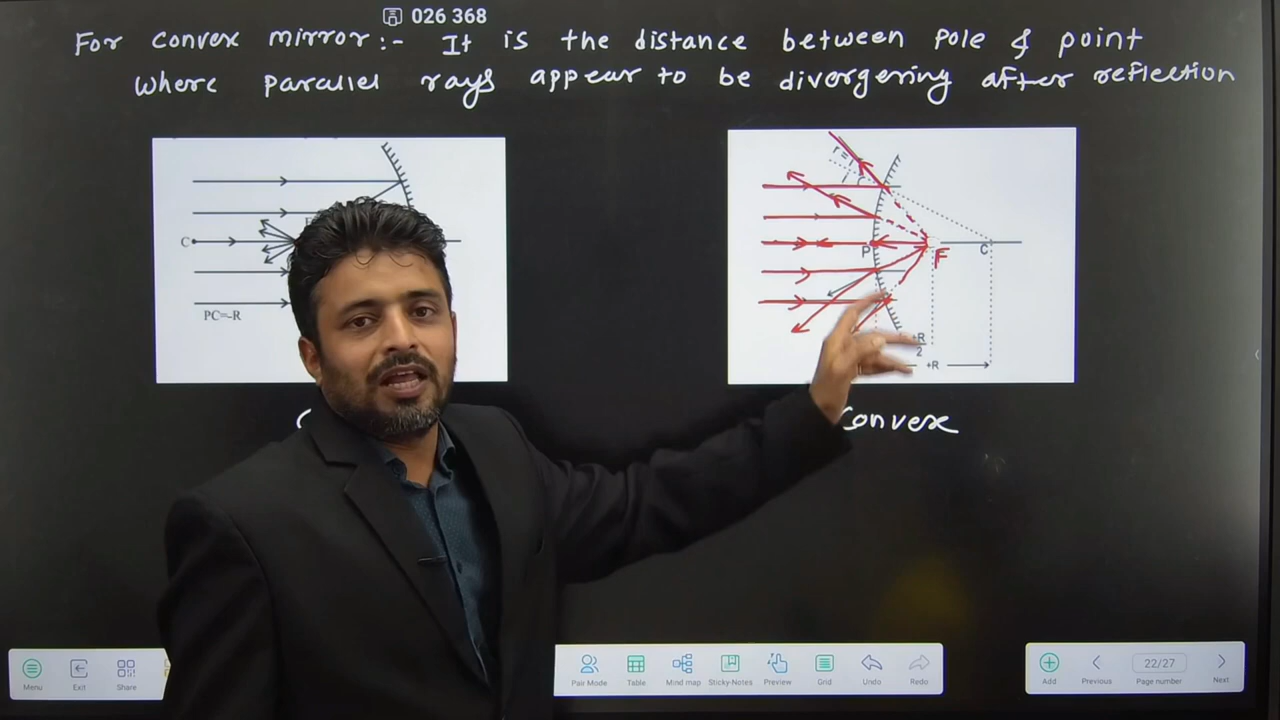 026 368
For convex mirror :- It is the distance between Pole & point
Where parallel rays appear to be divergering after reflection
C
PC=-R
r=i
i
P
F
C
+R
2
+R
Convex
Menu
Exit
Share
Pair Mode
Table
Mind map
Sticky-Notes
Preview
Grid
Undo
Redo
Add
Previous
22/27
Page number
Next